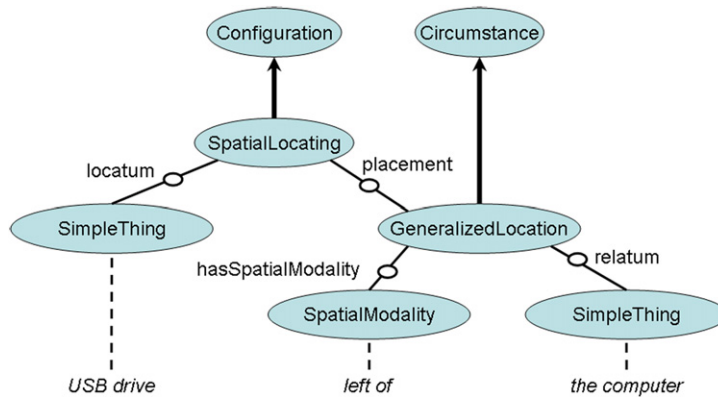 Configuration
Circumstance
SpatialLocating
locatum
placement
SimpleThing
GeneralizedLocation
hasSpatialModality
relatum
SpatialModality
SimpleThing
USB drive
left of
the computer